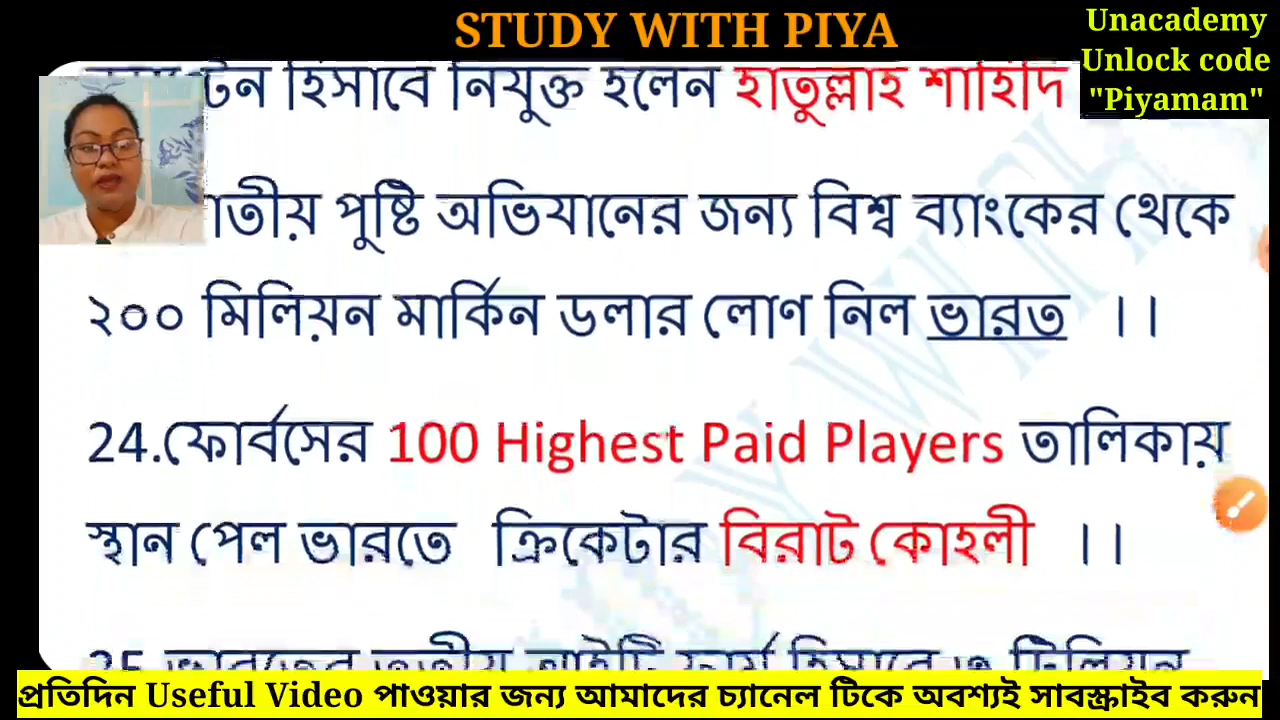 STUDY WITH PIYA
Unacademy
Unlock code
"Piyamam"
হিসাবে নিযুক্ত হলেন হাতুল্লাহ শাহিদি
পুষ্টি অভিযানের জন্য বিশ্ব ব্যাংকের থেকে
২০০ মিলিয়ন মার্কিন ডলার লোণ নিল ভারত ।।
24.ফোর্বসের 100 Highest Paid Players তালিকায়
স্থান পেল ভারতে ক্রিকেটার বিরাট কোহলী ।।
প্রতিদিন Useful Video পাওয়ার জন্য আমাদের চ্যানেল টিকে অবশ্যই সাবস্ক্রাইব করুন